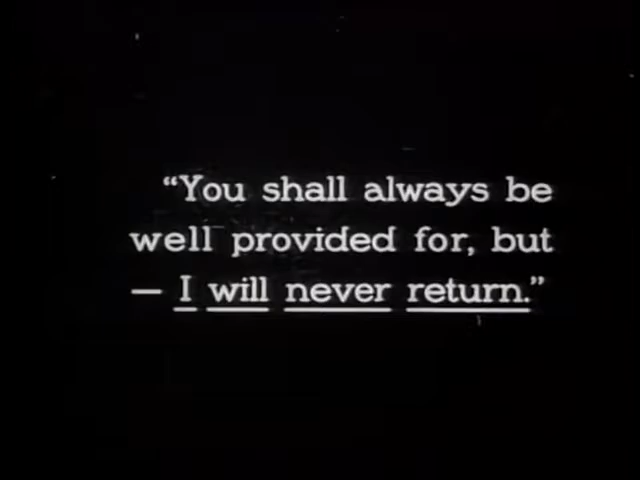 “You shall always be
well provided for, but
— I will never return.”